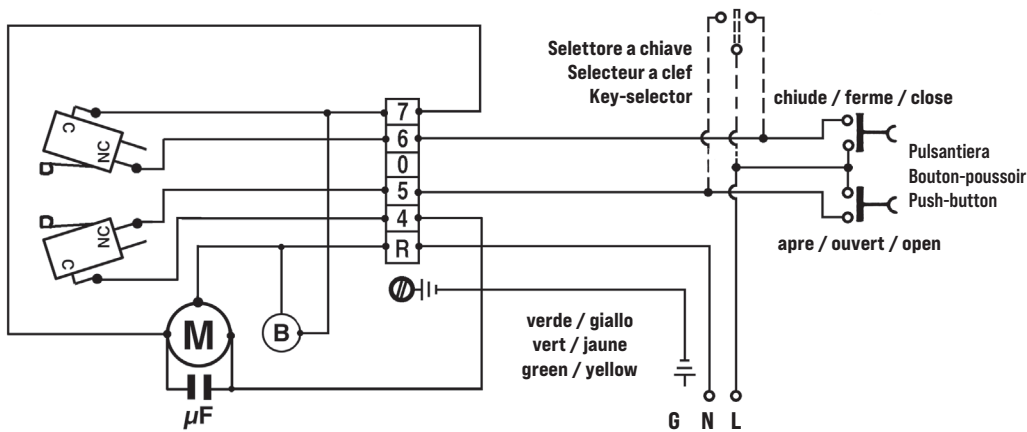 Selettore a chiave
Selecteur a clef
Key-selector
chiude / ferme / close
Pulsantiera
Bouton-poussoir
Push-button
apre / ouvert / open
C
NC
7
6
0
5
4
R
NC
C
M
B
µF
verde / giallo
vert / jaune
green / yellow
G N L